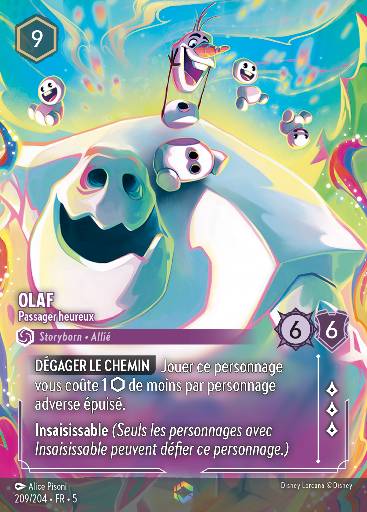 9
OLAF
Passager heureux
6 6
Storyborn • Allié
DÉGAGER LE CHEMIN Jouer ce personnage
vous coûte 1 ⬡ de moins par personnage
adverse épuisé.
Insaisissable (Seuls les personnages avec
Insaisissable peuvent défier ce personnage.)
Alice Pisoni
209/204 • FR • 5
Disney Lorcana © Disney